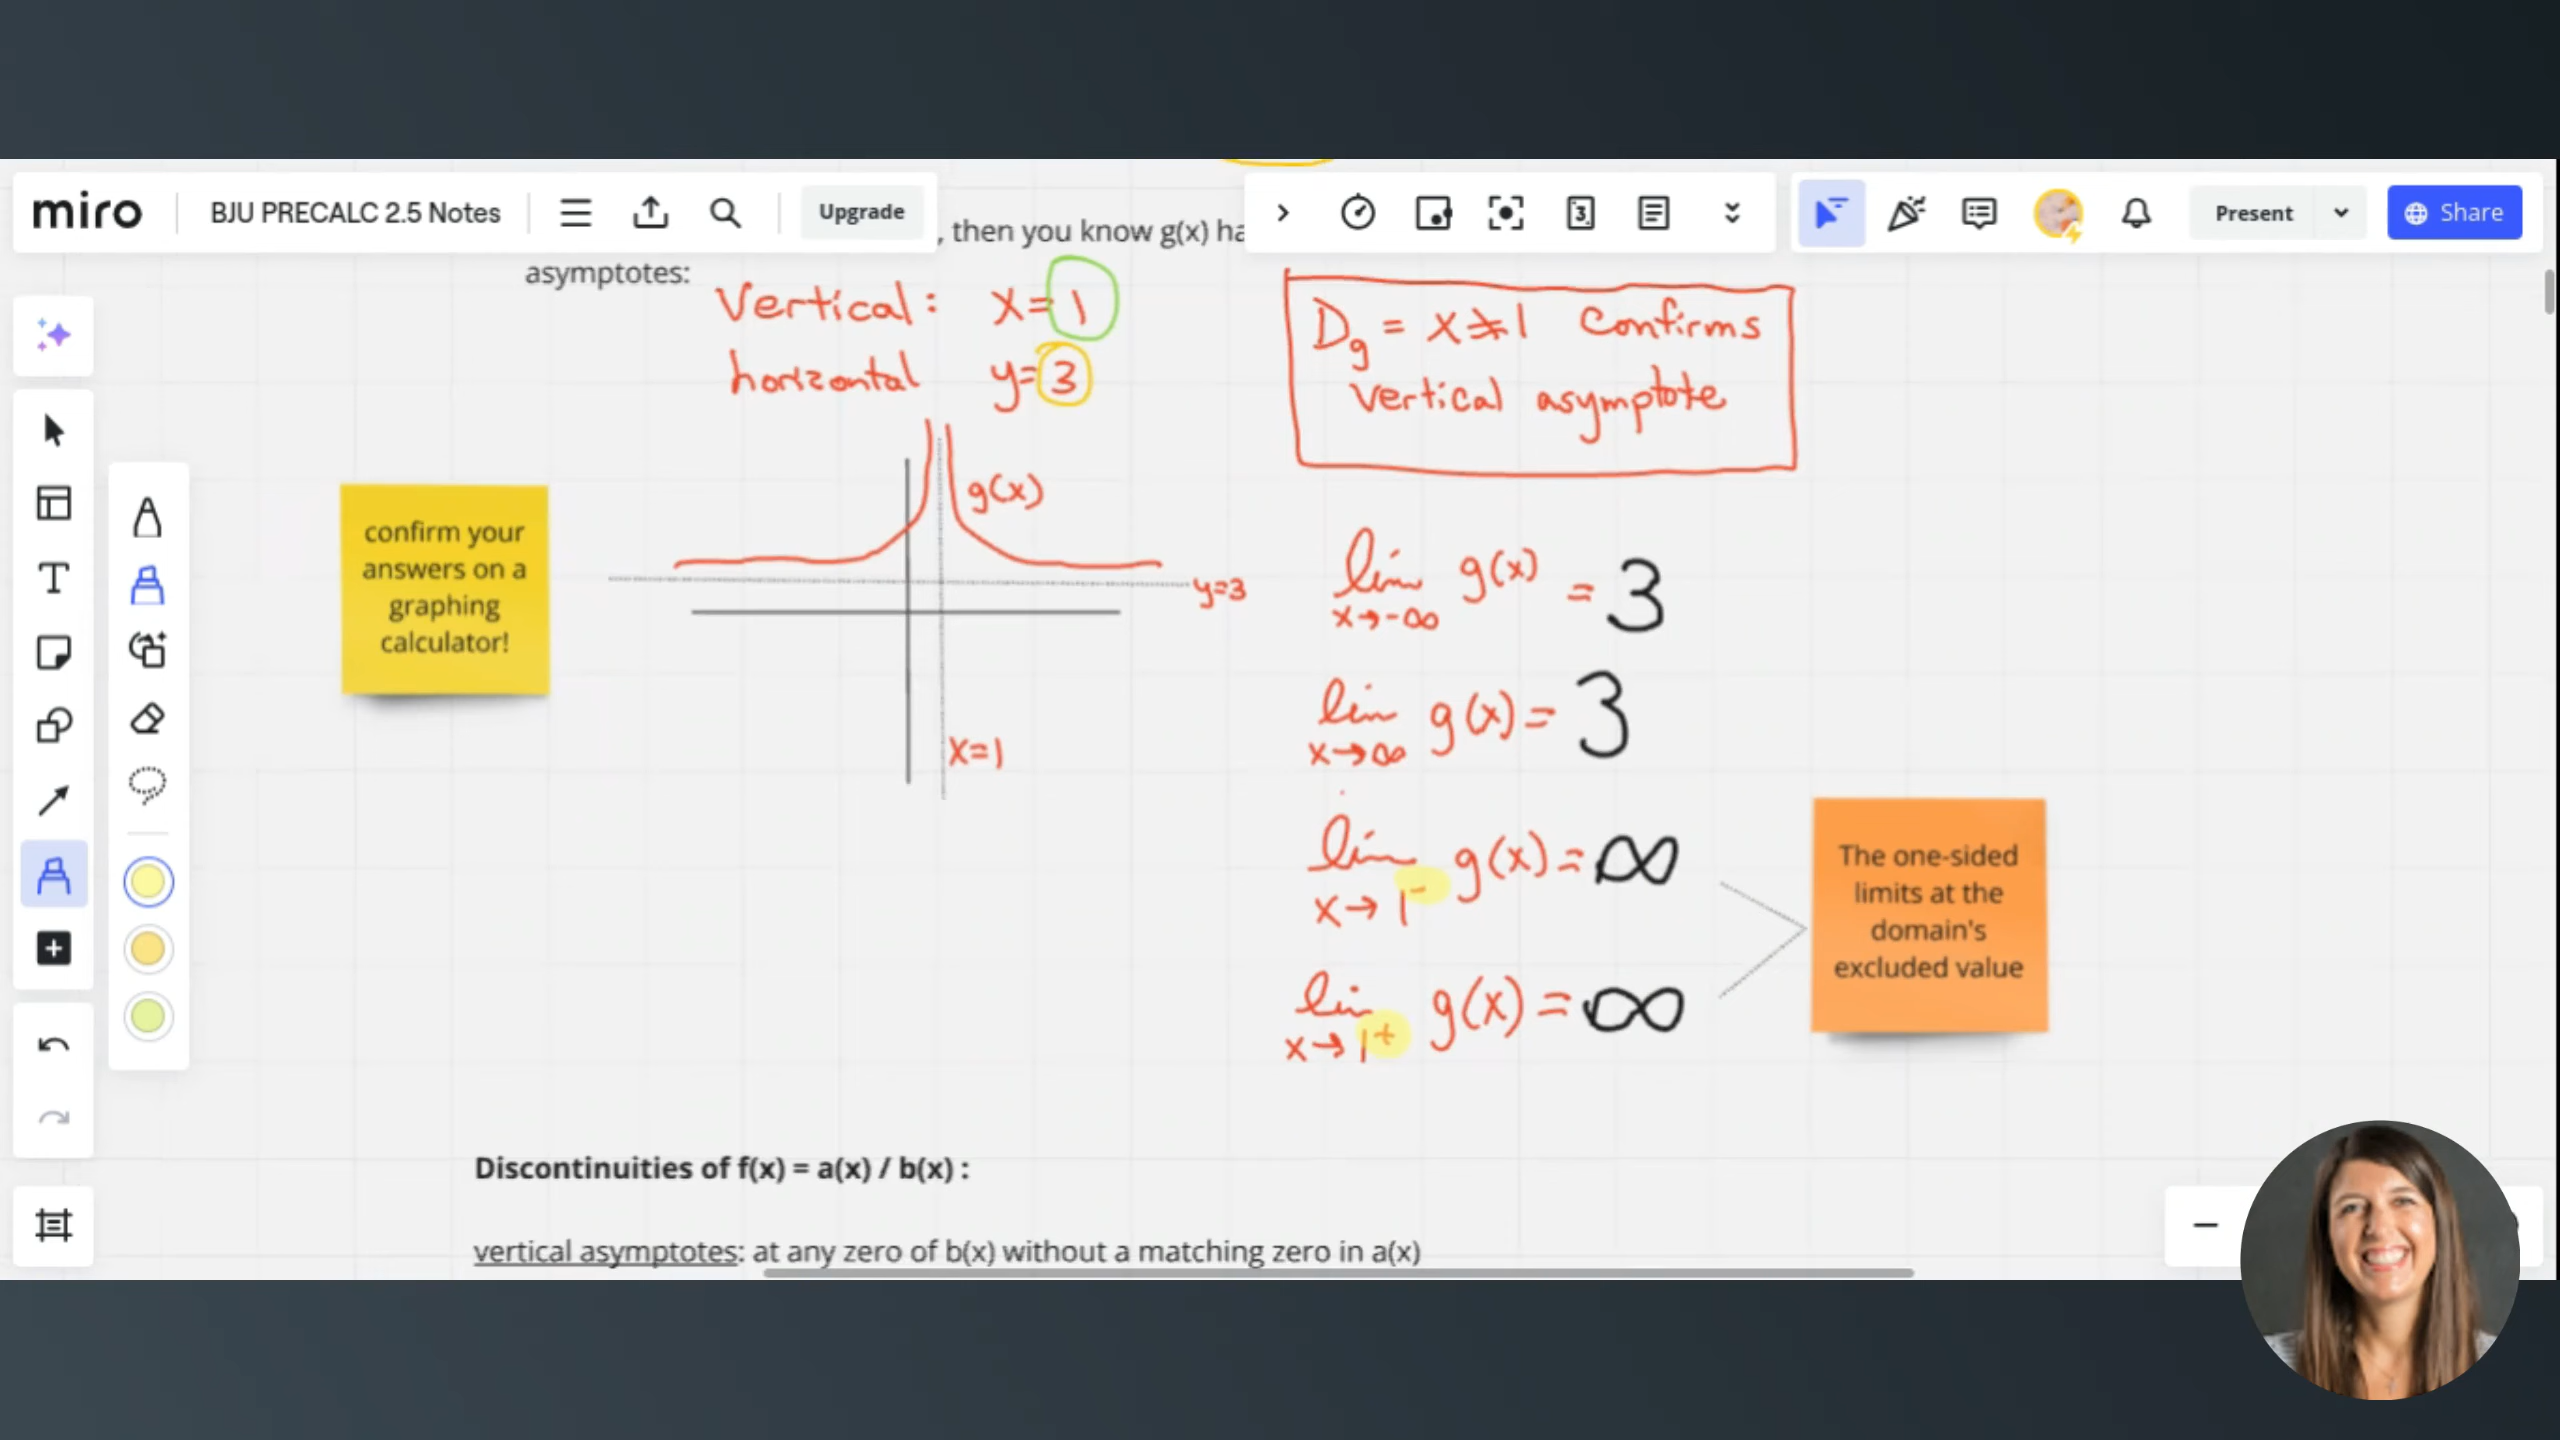 miro
BJU PRECALC 2.5 Notes
Upgrade
Present
Share
, then you know g(x) ha
asymptotes:
Vertical: x=1
horizontal y=3
Dg = x≠1 Confirms
Vertical asymptote
g(x)
y=3
x=1
confirm your
answers on a
graphing
calculator!
lim g(x) = 3
x→-∞
lim g(x) = 3
x→∞
lim g(x) = ∞
x→1-
lim g(x) = ∞
x→1+
The one-sided
limits at the
domain's
excluded value
Discontinuities of f(x) = a(x) / b(x) :
vertical asymptotes: at any zero of b(x) without a matching zero in a(x)